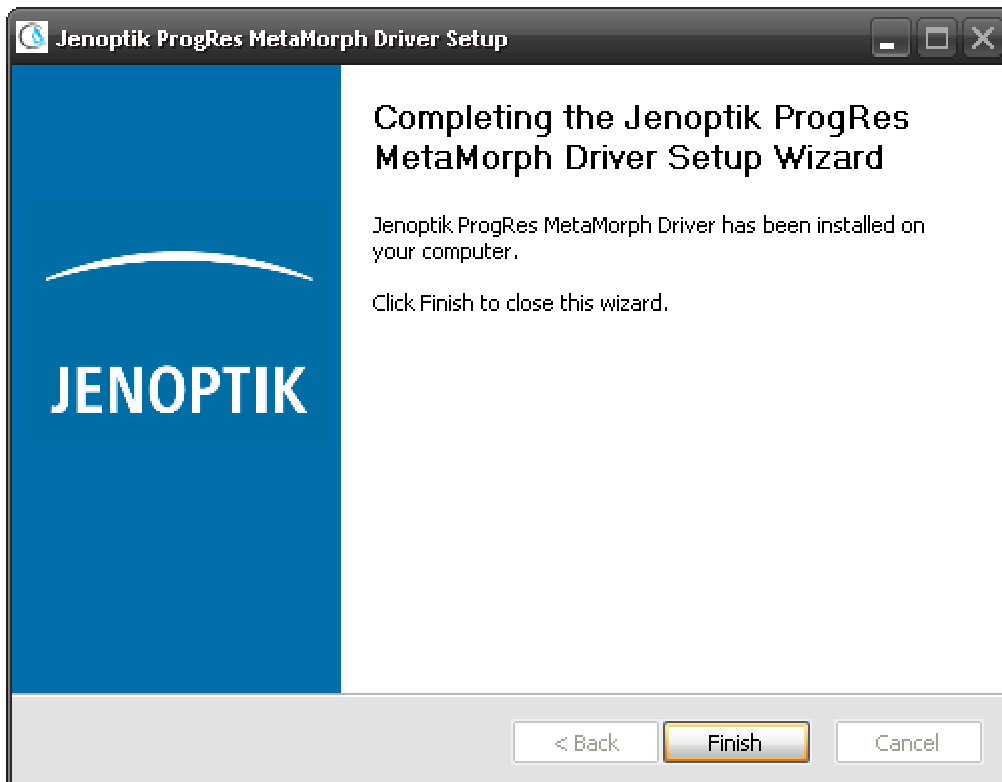 Jenoptik ProgRes MetaMorph Driver Setup
Completing the Jenoptik ProgRes
MetaMorph Driver Setup Wizard
Jenoptik ProgRes MetaMorph Driver has been installed on
your computer.
Click Finish to close this wizard.
JENOPTIK
< Back
Finish
Cancel